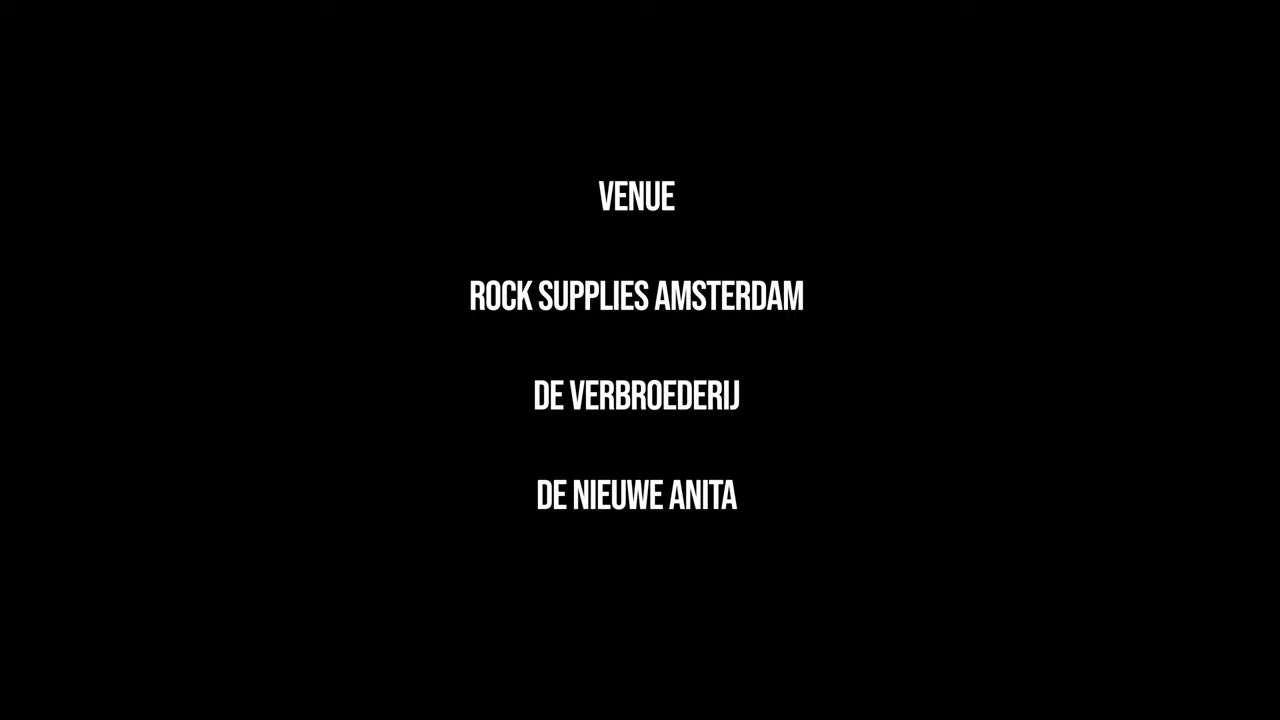 VENUE
ROCK SUPPLIES AMSTERDAM
DE VERBROEDERIJ
DE NIEUWE ANITA